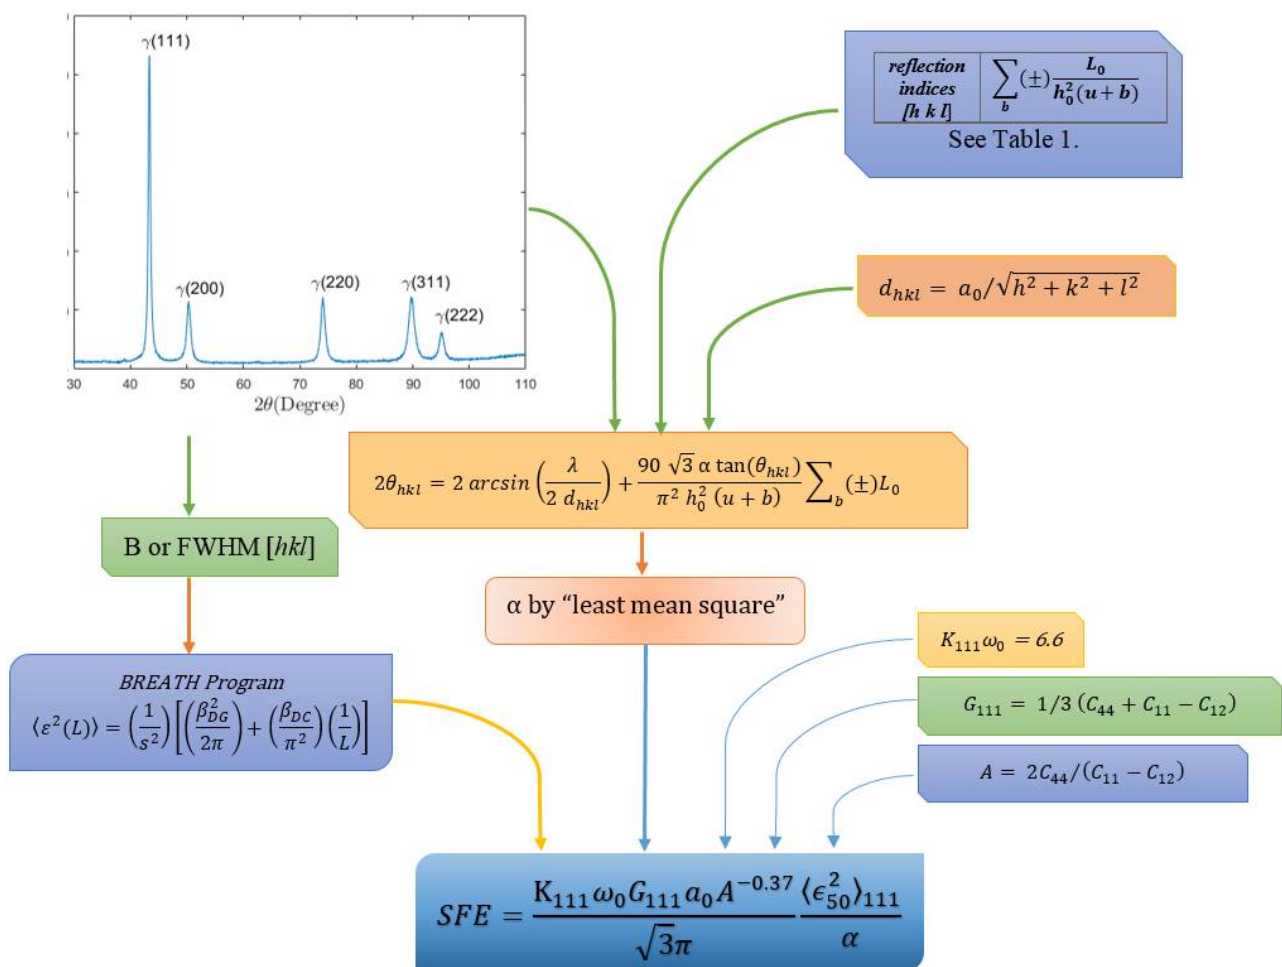 γ(111)
γ(200)
γ(220)
γ(311)
γ(222)
30 40 50 60 70 80 90 100 110
2θ(Degree)
reflection
indices
[h k l]
∑_b (±) L₀ / h₀²(u + b)
See Table 1.
d_hkl = a₀/√(h² + k² + l²)
2θ_hkl = 2 arcsin (λ / 2 d_hkl) + (90 √3 α tan(θ_hkl) / π² h₀² (u + b)) ∑_b (±)L₀
B or FWHM [hkl]
α by “least mean square”
BREATH Program
⟨ε²(L)⟩ = (1/s²) [(β²_DG / 2π) + (β_DC / π²) (1/L)]
K₁₁₁ω₀ = 6.6
G₁₁₁ = 1/3 (C₄₄ + C₁₁ − C₁₂)
A = 2C₄₄/(C₁₁ − C₁₂)
SFE = (K₁₁₁ ω₀ G₁₁₁ a₀ A^−0.37 / √3π) (⟨ϵ²₅₀⟩₁₁₁ / α)